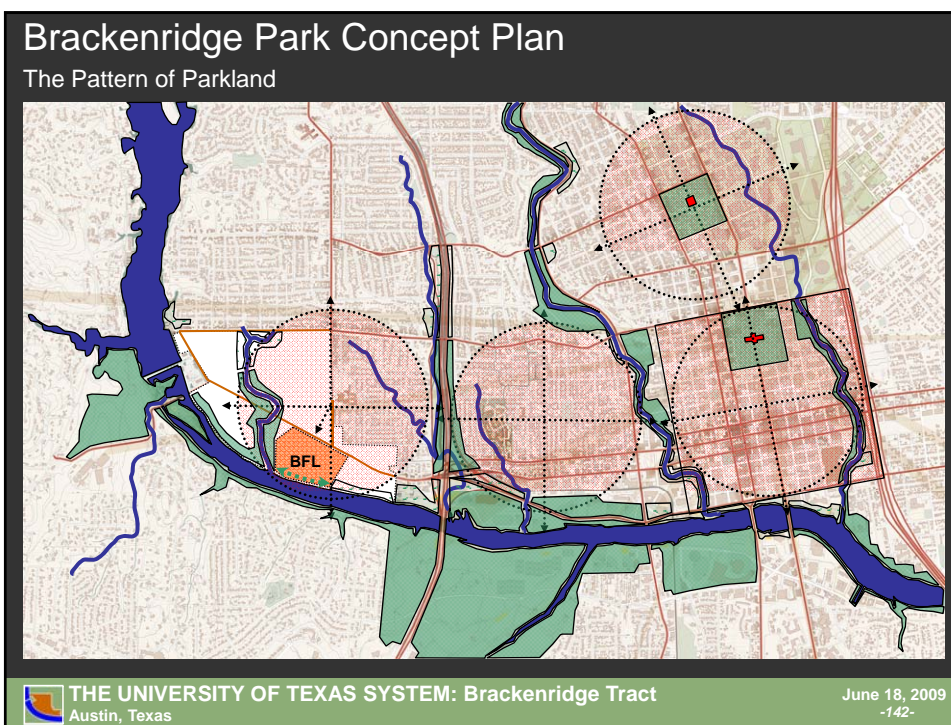 Brackenridge Park Concept Plan
The Pattern of Parkland
BFL
THE UNIVERSITY OF TEXAS SYSTEM: Brackenridge Tract
Austin, Texas
June 18, 2009
-142-